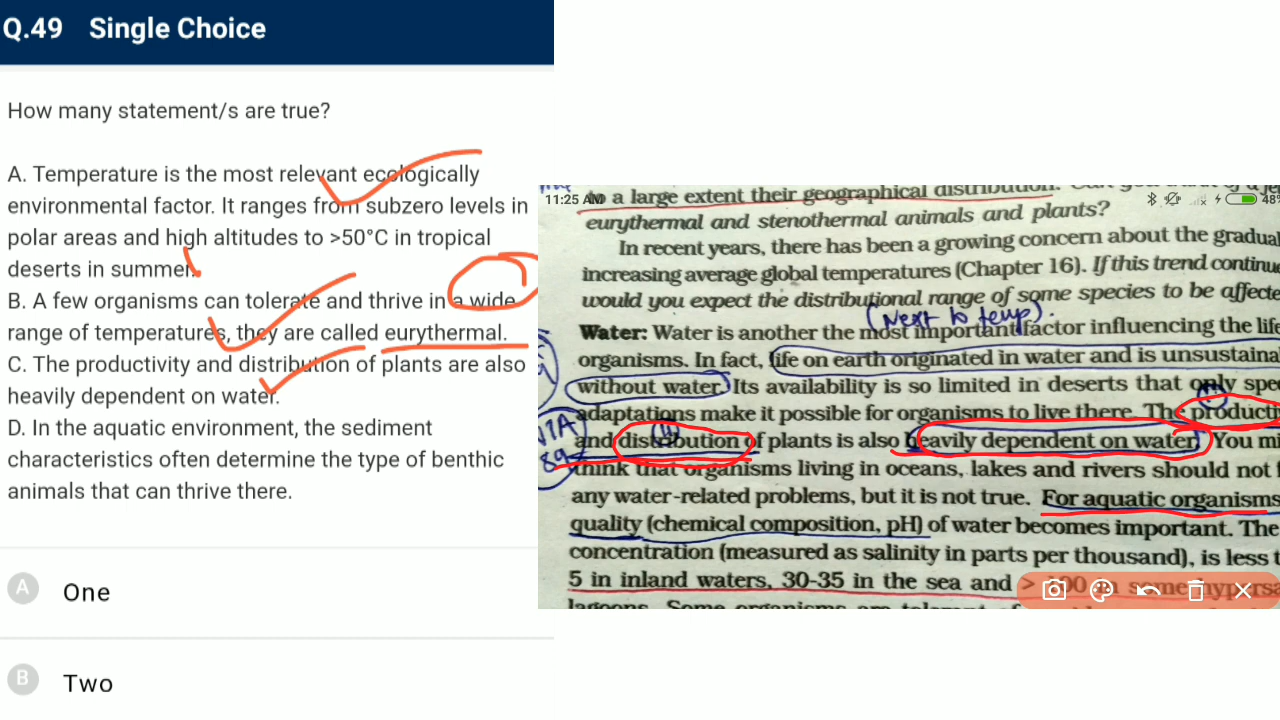 Q.49 Single Choice
How many statement/s are true?
A. Temperature is the most relevant ecologically
environmental factor. It ranges from subzero levels in
polar areas and high altitudes to >50°C in tropical
deserts in summer.
B. A few organisms can tolerate and thrive in a wide
range of temperatures, they are called eurythermal.
C. The productivity and distribution of plants are also
heavily dependent on water.
D. In the aquatic environment, the sediment
characteristics often determine the type of benthic
animals that can thrive there.
A One
B Two
11:25 AM
48%
to a large extent their geographical distribution.
eurythermal and stenothermal animals and plants?
In recent years, there has been a growing concern about the gradual
increasing average global temperatures (Chapter 16). If this trend continu
would you expect the distributional range of some species to be affecte
(Next to temp).
Water: Water is another the most important factor influencing the life
organisms. In fact, life on earth originated in water and is unsustaina
without water. Its availability is so limited in deserts that only spe
adaptations make it possible for organisms to live there. The producti
and distribution of plants is also heavily dependent on water. You mi
think that organisms living in oceans, lakes and rivers should not f
any water-related problems, but it is not true. For aquatic organisms
quality (chemical composition, pH) of water becomes important. The
concentration (measured as salinity in parts per thousand), is less t
5 in inland waters, 30-35 in the sea and > 100 in some hypersa
lagoons. Some organisms are